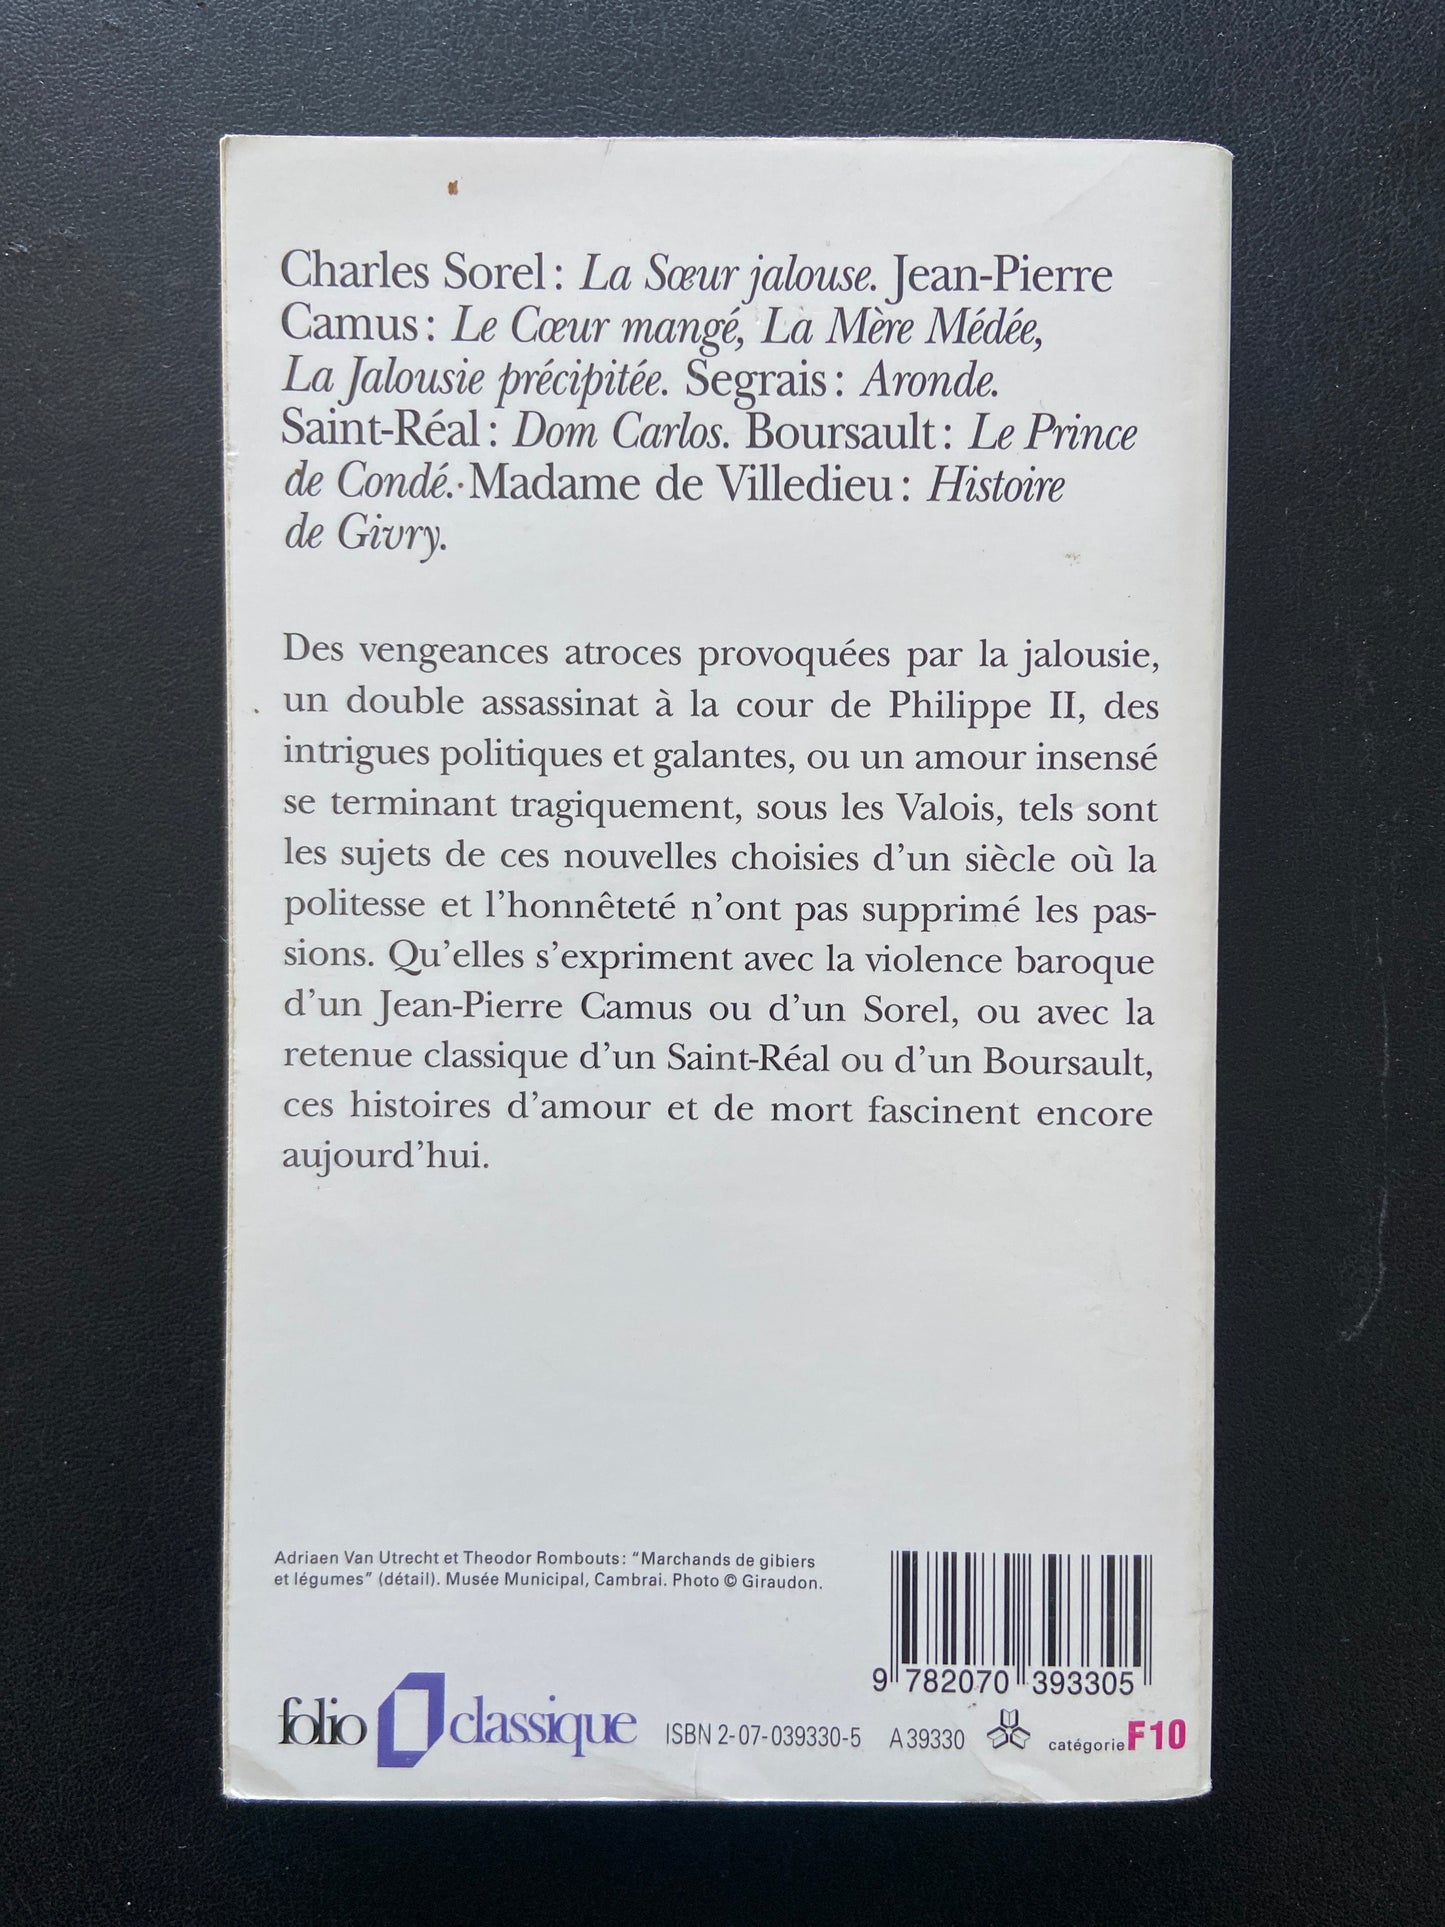 Charles Sorel : La Sœur jalouse. Jean-Pierre
Camus : Le Cœur mangé, La Mère Médée,
La Jalousie précipitée. Segrais : Aronde.
Saint-Réal : Dom Carlos. Boursault : Le Prince
de Condé. Madame de Villedieu : Histoire
de Givry.
Des vengeances atroces provoquées par la jalousie,
un double assassinat à la cour de Philippe II, des
intrigues politiques et galantes, ou un amour insensé
se terminant tragiquement, sous les Valois, tels sont
les sujets de ces nouvelles choisies d'un siècle où la
politesse et l'honnêteté n'ont pas supprimé les pas-
sions. Qu'elles s'expriment avec la violence baroque
d'un Jean-Pierre Camus ou d'un Sorel, ou avec la
retenue classique d'un Saint-Réal ou d'un Boursault,
ces histoires d'amour et de mort fascinent encore
aujourd'hui.
Adriaen Van Utrecht et Theodor Rombouts : “Marchands de gibiers
et légumes” (détail). Musée Municipal, Cambrai. Photo © Giraudon.
9 782070 393305
folio classique ISBN 2-07-039330-5 A 39330 catégorie F10